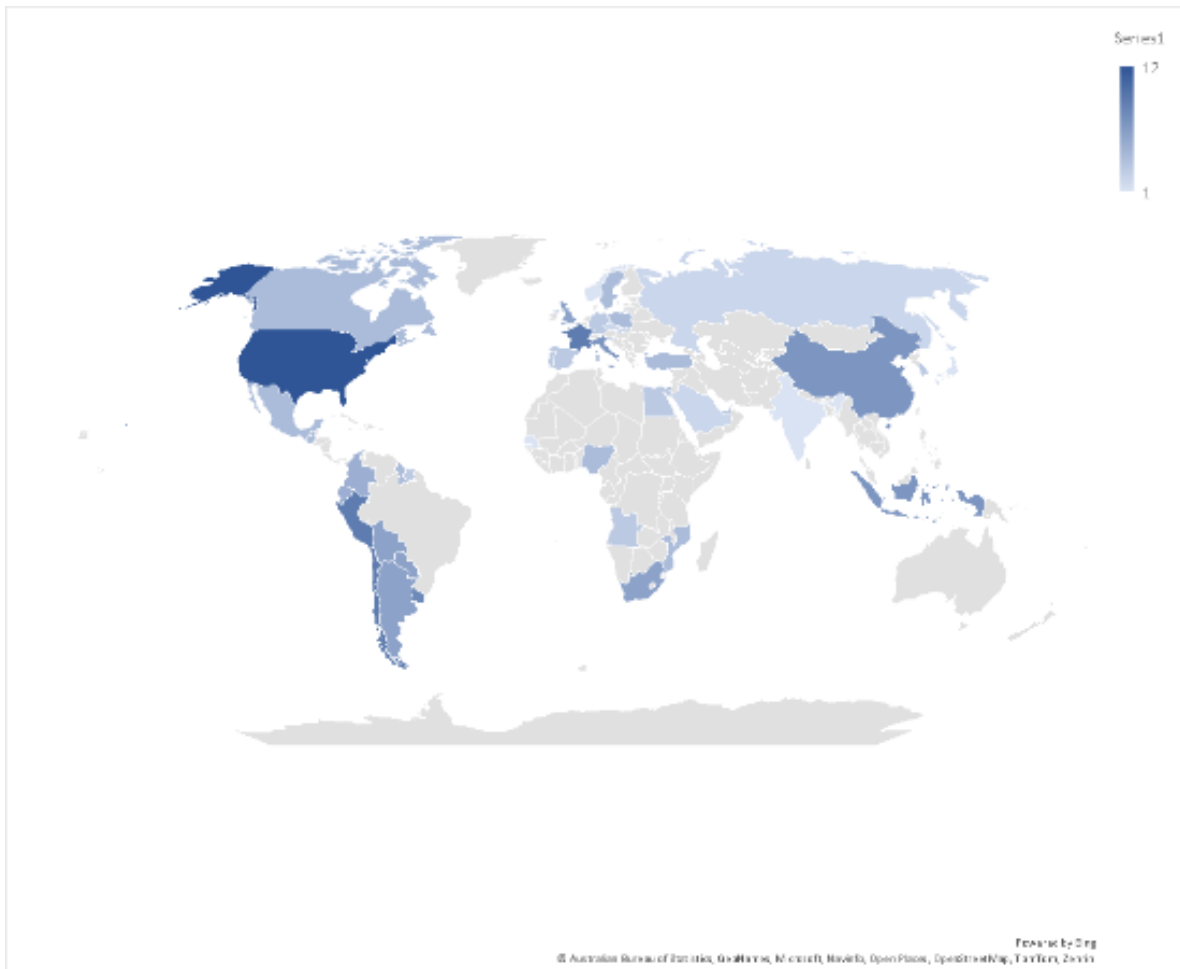 Series1
12
1
Powered by Bing
© Australian Bureau of Statistics, GeoNames, Microsoft, Navinfo, Open Places, OpenStreetMap, TomTom, Zenrin